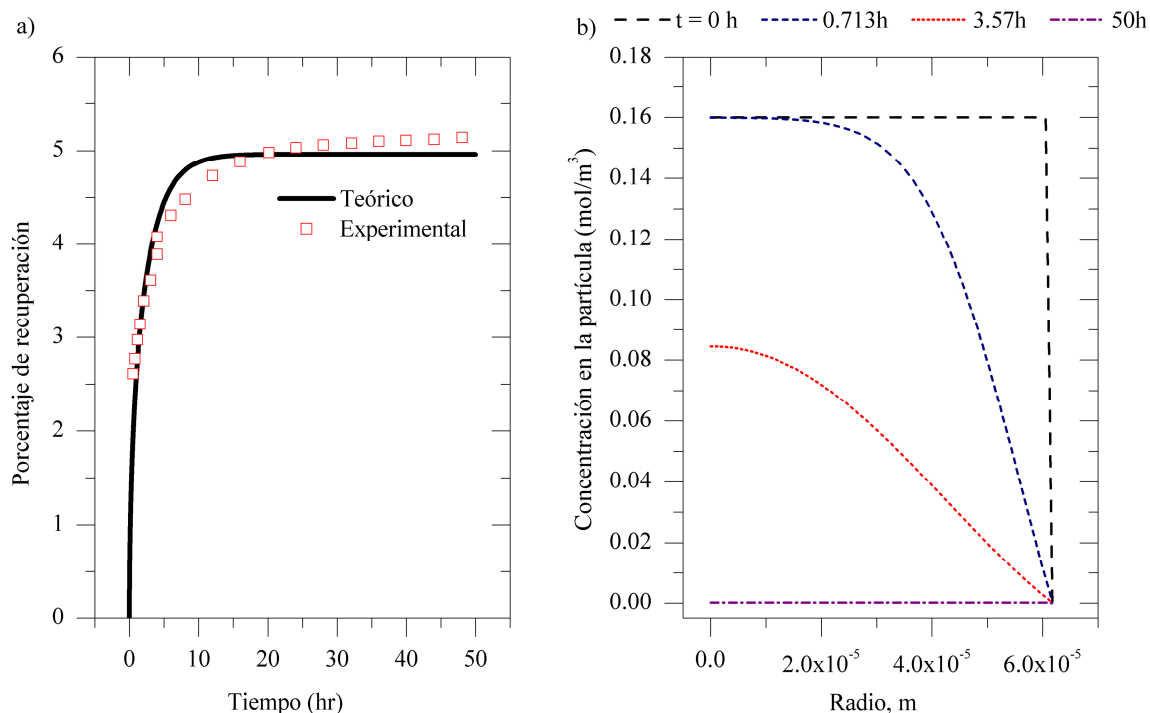 a)
6
5
4
3
2
1
0
Porcentaje de recuperación
Teórico
Experimental
0 10 20 30 40 50
Tiempo (hr)
b)
t = 0 h 0.713h 3.57h 50h
0.18
0.16
0.14
0.12
0.10
0.08
0.06
0.04
0.02
0.00
Concentración en la partícula (mol/m³)
0.0 2.0x10⁻⁵ 4.0x10⁻⁵ 6.0x10⁻⁵
Radio, m